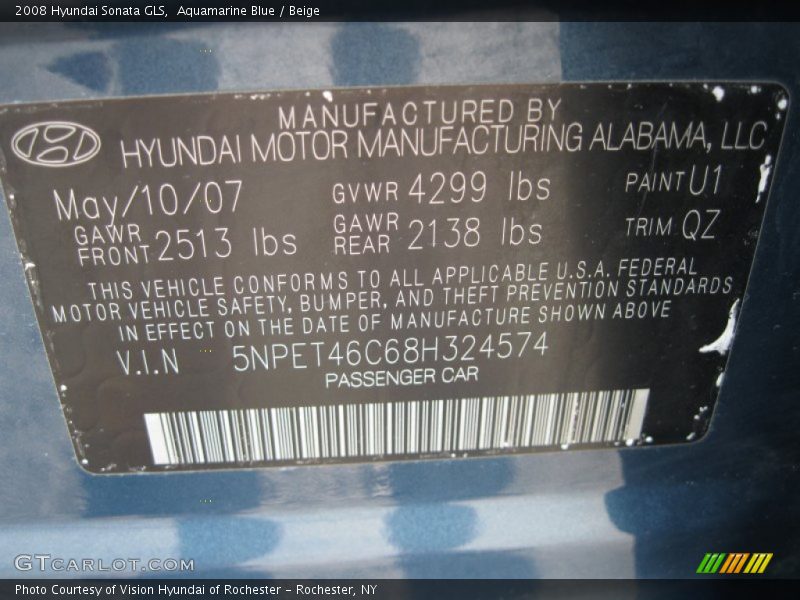 2008 Hyundai Sonata GLS,  Aquamarine Blue / Beige
MANUFACTURED BY
HYUNDAI MOTOR MANUFACTURING ALABAMA, LLC
May/10/07 GVWR 4299 lbs PAINT U1
GAWR FRONT 2513 lbs GAWR REAR 2138 lbs TRIM QZ
THIS VEHICLE CONFORMS TO ALL APPLICABLE U.S.A. FEDERAL
MOTOR VEHICLE SAFETY, BUMPER, AND THEFT PREVENTION STANDARDS
IN EFFECT ON THE DATE OF MANUFACTURE SHOWN ABOVE
V.I.N 5NPET46C68H324574
PASSENGER CAR
GTCARLOT.COM
Photo Courtesy of Vision Hyundai of Rochester – Rochester, NY